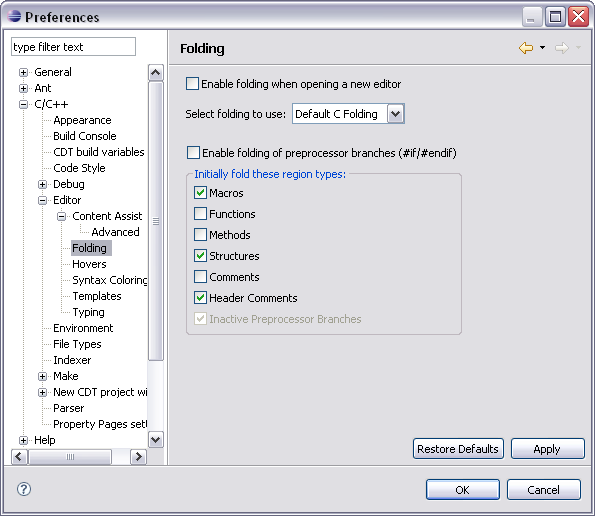 Preferences
type filter text
General
Ant
C/C++
Appearance
Build Console
CDT build variables
Code Style
Debug
Editor
Content Assist
Advanced
Folding
Hovers
Syntax Coloring
Templates
Typing
Environment
File Types
Indexer
Make
New CDT project wi
Parser
Property Pages sett
Help
Folding
Enable folding when opening a new editor
Select folding to use: Default C Folding
Enable folding of preprocessor branches (#if/#endif)
Initially fold these region types:
Macros
Functions
Methods
Structures
Comments
Header Comments
Inactive Preprocessor Branches
Restore Defaults Apply
? OK Cancel